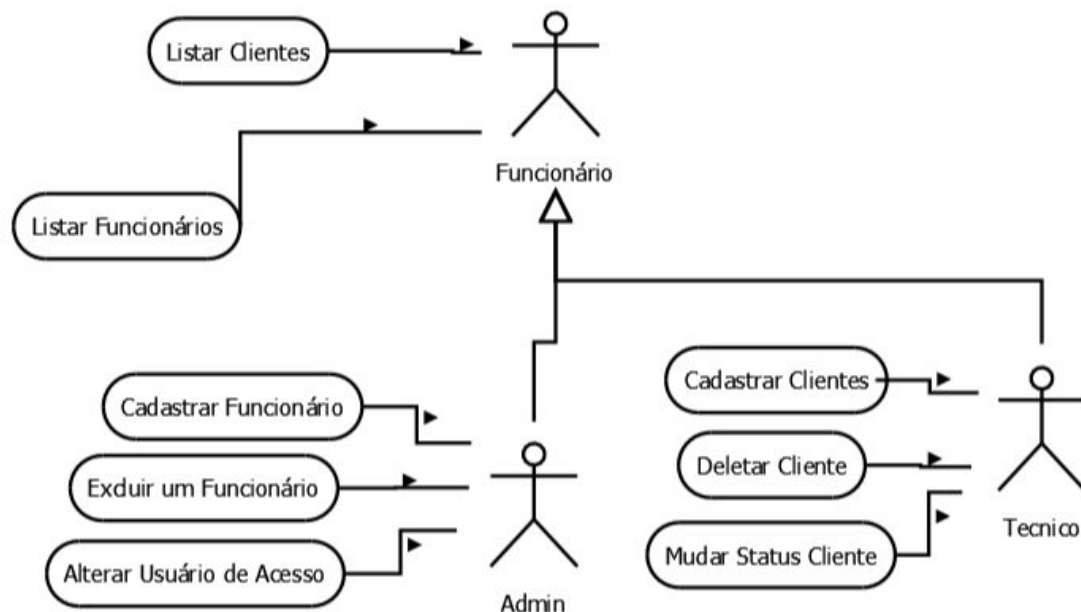 Listar Clientes
Funcionário
Listar Funcionários
Cadastrar Funcionário
Cadastrar Clientes
Excluir um Funcionário
Deletar Cliente
Alterar Usuário de Acesso
Mudar Status Cliente
Tecnico
Admin